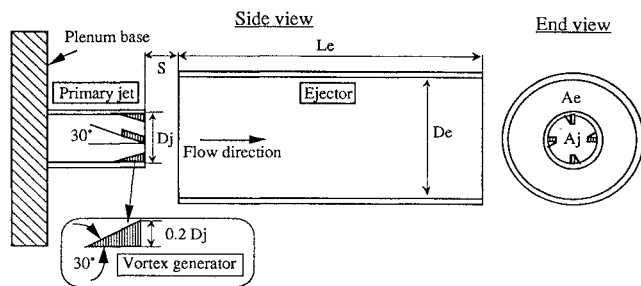 Side view
End view
Plenum base
S
Le
Primary jet
Ejector
30°
Dj
De
Flow direction
Ae
Aj
0.2 Dj
30°
Vortex generator